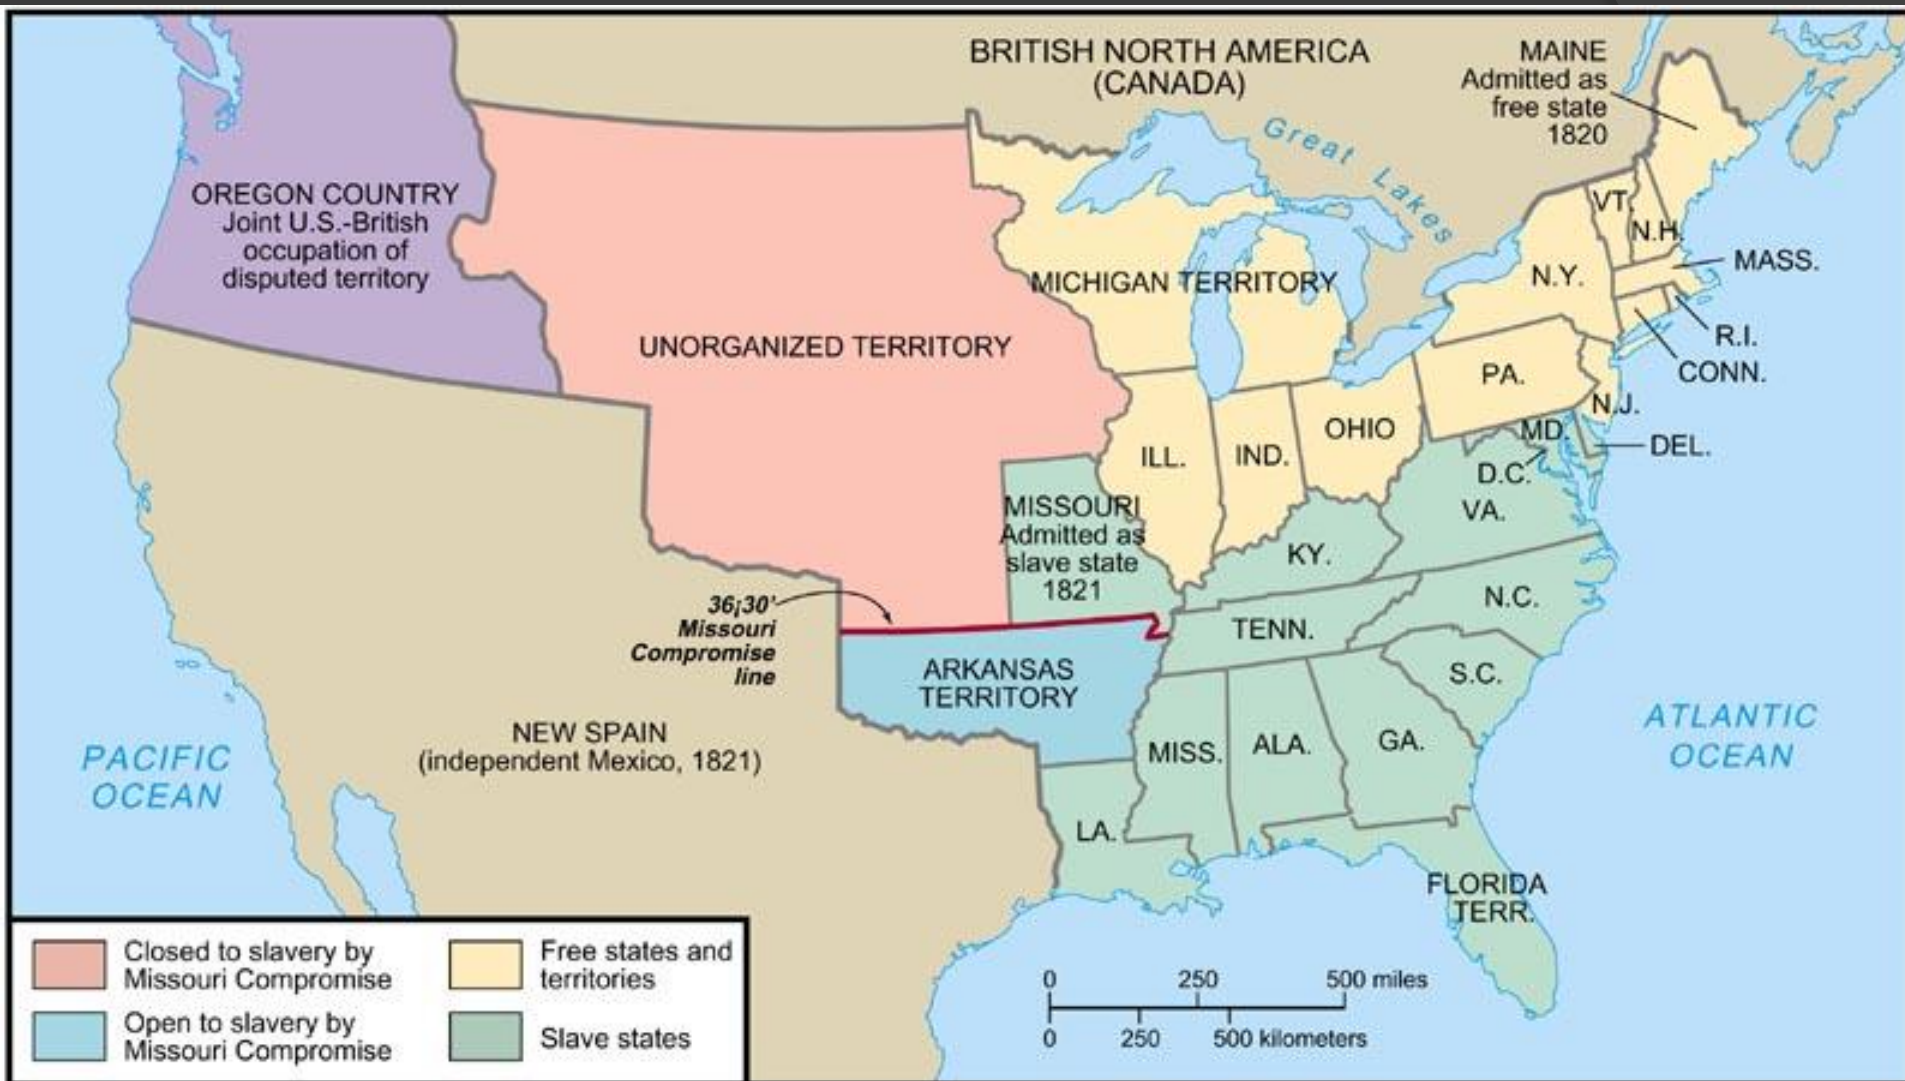 BRITISH NORTH AMERICA
(CANADA)
MAINE
Admitted as
free state
1820
Great Lakes
OREGON COUNTRY
Joint U.S.-British
occupation of
disputed territory
VT.
N.H.
MASS.
N.Y.
MICHIGAN TERRITORY
R.I.
CONN.
UNORGANIZED TERRITORY
PA.
N.J.
OHIO
MD.
DEL.
ILL.
IND.
D.C.
VA.
MISSOURI
Admitted as
slave state
1821
KY.
N.C.
36¡30'
Missouri
Compromise
line
TENN.
ARKANSAS
TERRITORY
S.C.
NEW SPAIN
(independent Mexico, 1821)
PACIFIC
OCEAN
ATLANTIC
OCEAN
MISS.
ALA.
GA.
LA.
FLORIDA
TERR.
Closed to slavery by
Missouri Compromise
Free states and
territories
Open to slavery by
Missouri Compromise
Slave states
0 250 500 miles
0 250 500 kilometers